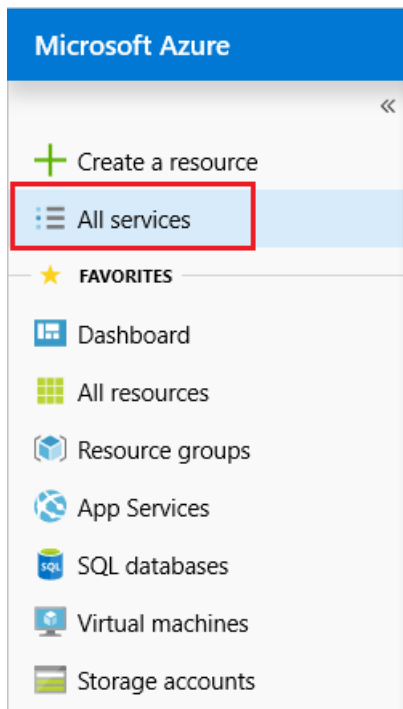 Microsoft Azure
«
Create a resource
All services
FAVORITES
Dashboard
All resources
Resource groups
App Services
SQL
SQL databases
Virtual machines
Storage accounts